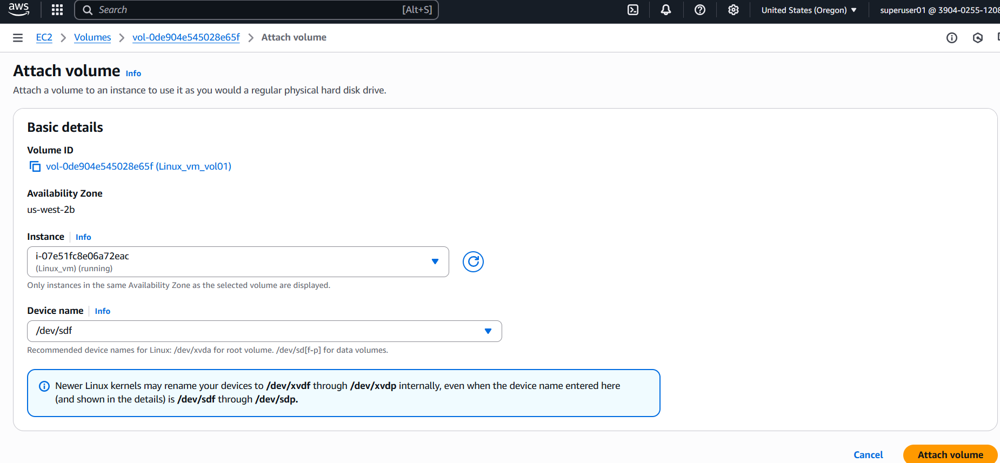 aws
Search [Alt+S]
United States (Oregon)
superuser01 @ 3904-0255-1208
EC2 > Volumes > vol-0de904e545028e65f > Attach volume
Attach volume Info
Attach a volume to an instance to use it as you would a regular physical hard disk drive.
Basic details
Volume ID
vol-0de904e545028e65f (Linux_vm_vol01)
Availability Zone
us-west-2b
Instance Info
i-07e51fc8e06a72eac
(Linux_vm) (running)
Only instances in the same Availability Zone as the selected volume are displayed.
Device name Info
/dev/sdf
Recommended device names for Linux: /dev/xvda for root volume. /dev/sd[f-p] for data volumes.
Newer Linux kernels may rename your devices to /dev/xvdf through /dev/xvdp internally, even when the device name entered here
(and shown in the details) is /dev/sdf through /dev/sdp.
Cancel
Attach volume